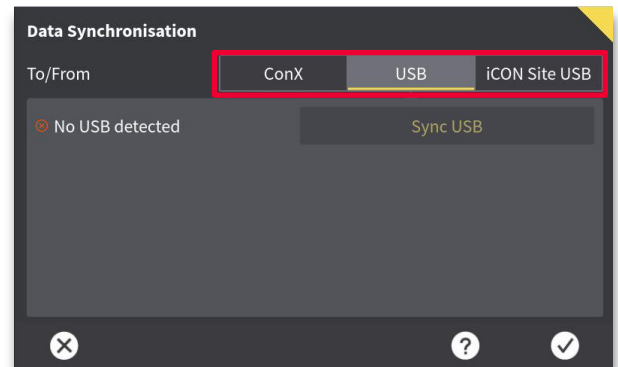 Data Synchronisation
To/From ConX USB iCON Site USB
No USB detected Sync USB
?